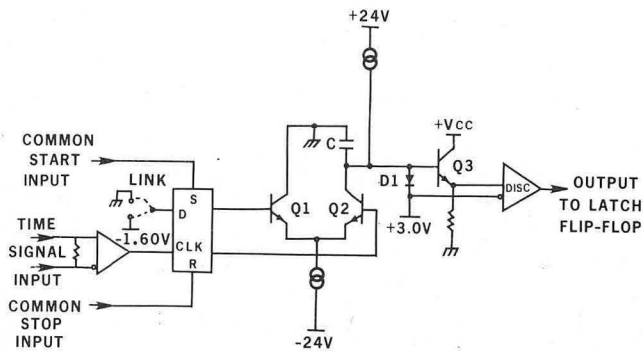 +24V
COMMON
START
INPUT
LINK
-1.60V
TIME
SIGNAL
INPUT
COMMON
STOP
INPUT
S
D
CLK
R
Q1
Q2
C
D1
+3.0V
-24V
+Vcc
Q3
DISC
OUTPUT
TO LATCH
FLIP-FLOP